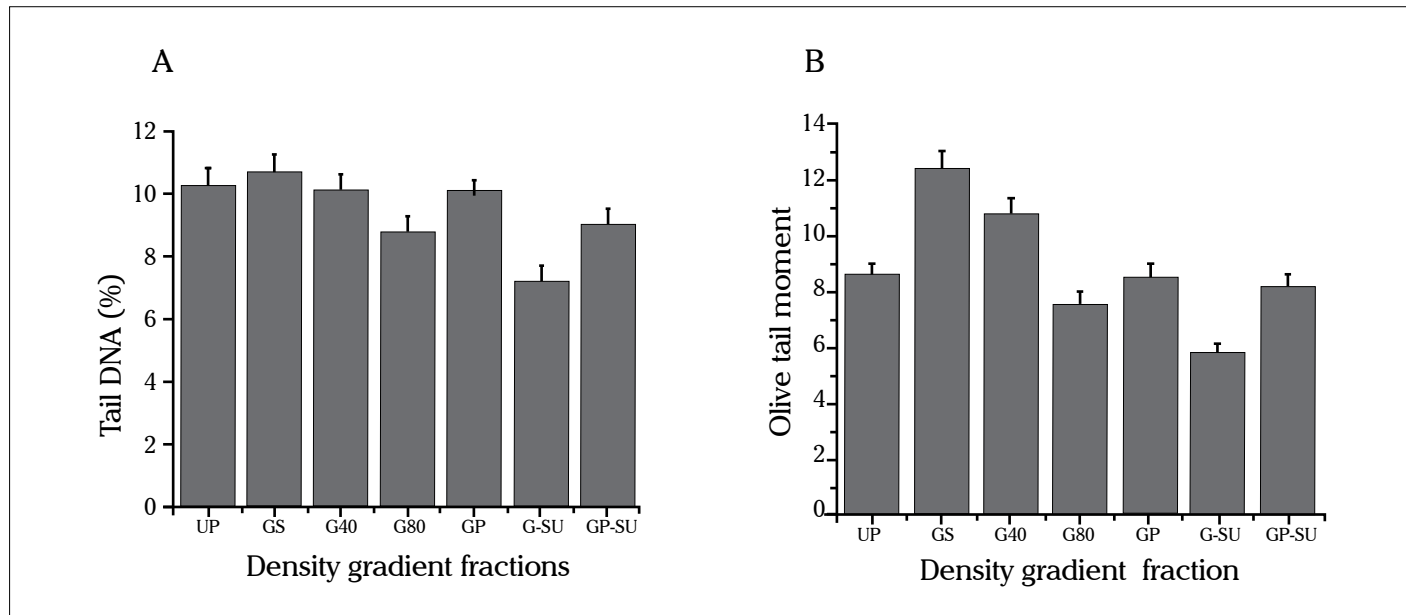 A
12
10
8
6
4
2
0
Tail DNA (%)
UP GS G40 G80 GP G-SU GP-SU
Density gradient fractions
B
14
12
10
8
6
4
2
0
Olive tail moment
UP GS G40 G80 GP G-SU GP-SU
Density gradient fraction